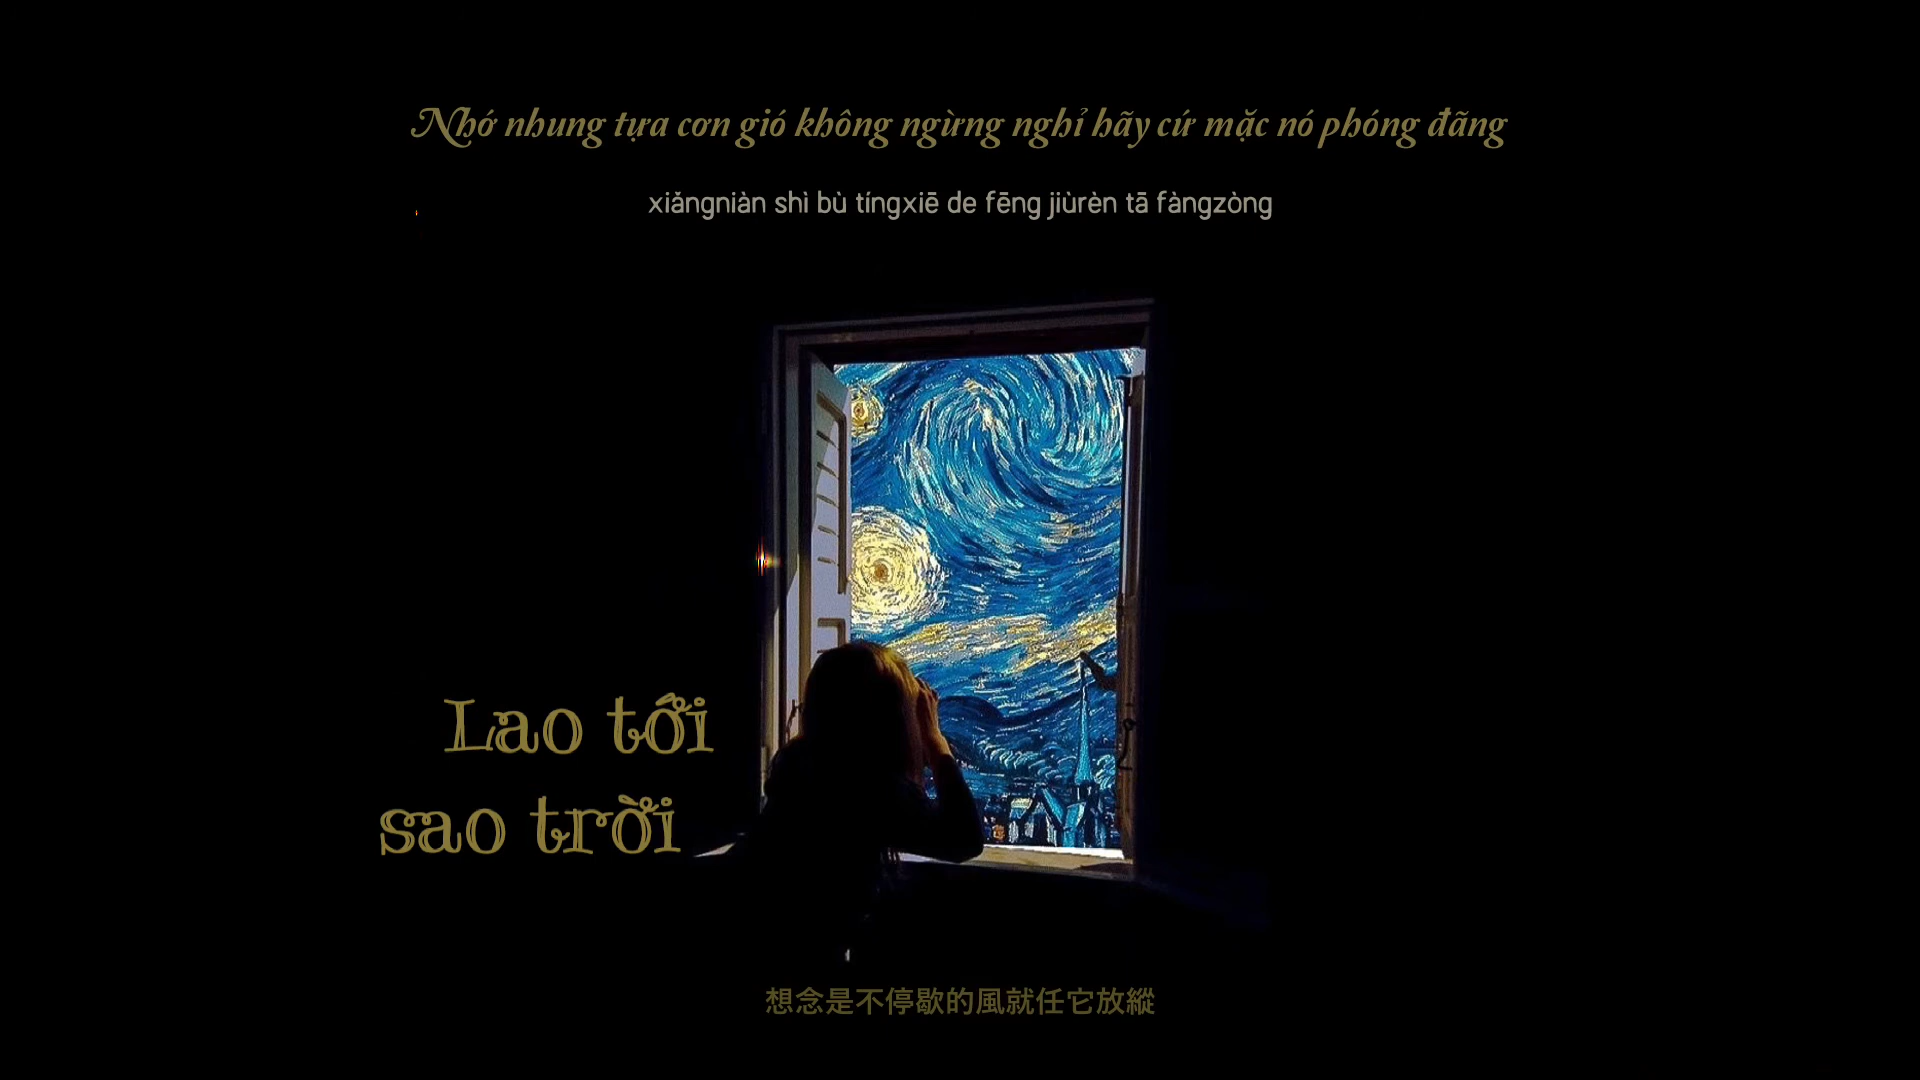 Nhớ nhung tựa cơn gió không ngừng nghỉ hãy cứ mặc nó phóng đãng
xiǎngniàn shì bù tíngxiē de fēng jiùrèn tā fàngzòng
Lao tới
sao trời
想念是不停歇的風就任它放縱